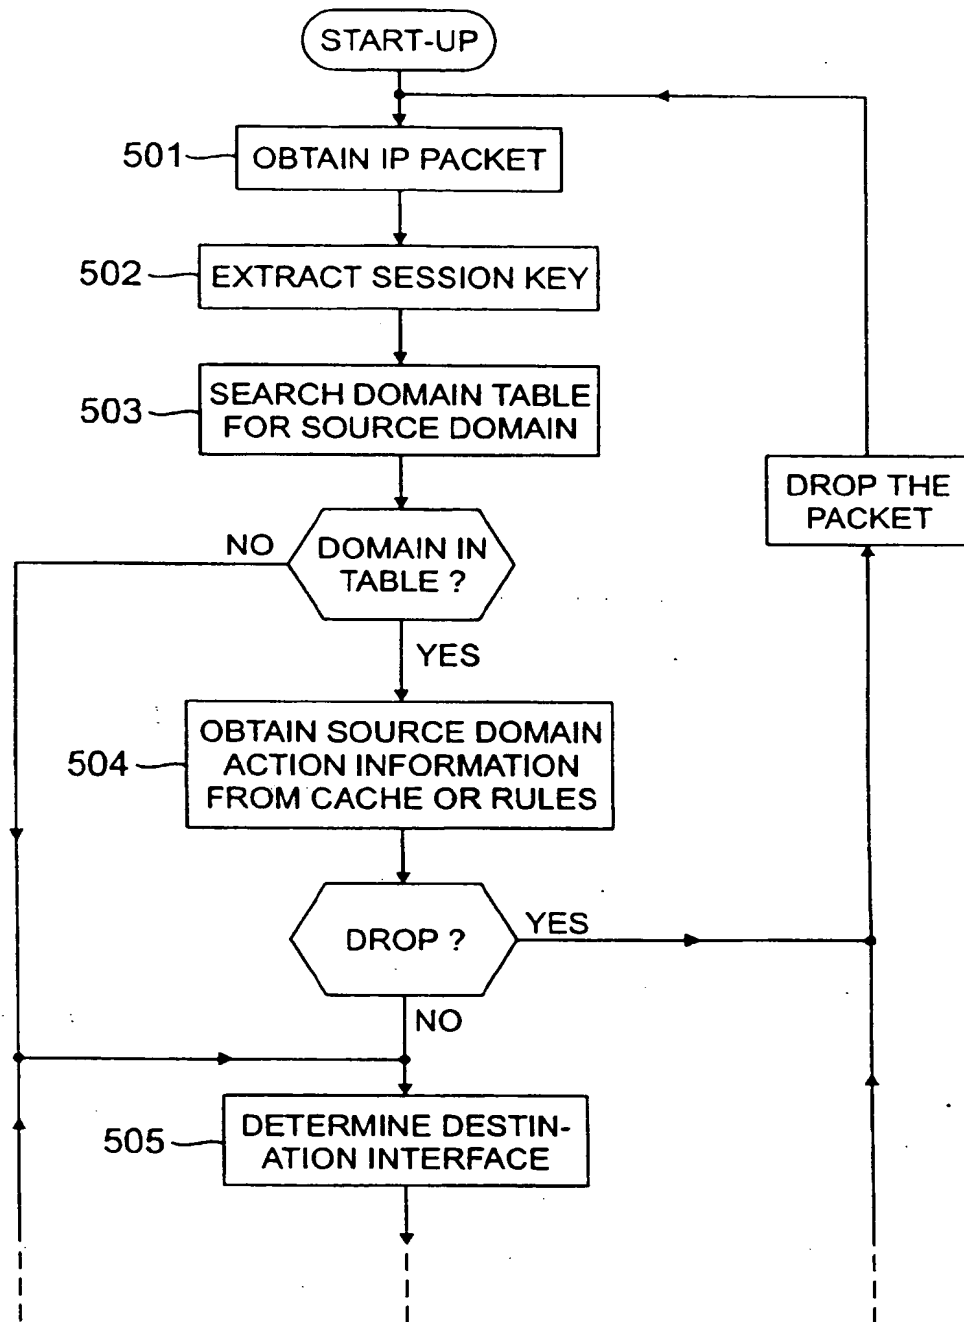 START-UP
501
OBTAIN IP PACKET
502
EXTRACT SESSION KEY
503
SEARCH DOMAIN TABLE
FOR SOURCE DOMAIN
DROP THE
PACKET
NO
DOMAIN IN
TABLE ?
YES
504
OBTAIN SOURCE DOMAIN
ACTION INFORMATION
FROM CACHE OR RULES
DROP ?
YES
NO
505
DETERMINE DESTIN-
ATION INTERFACE